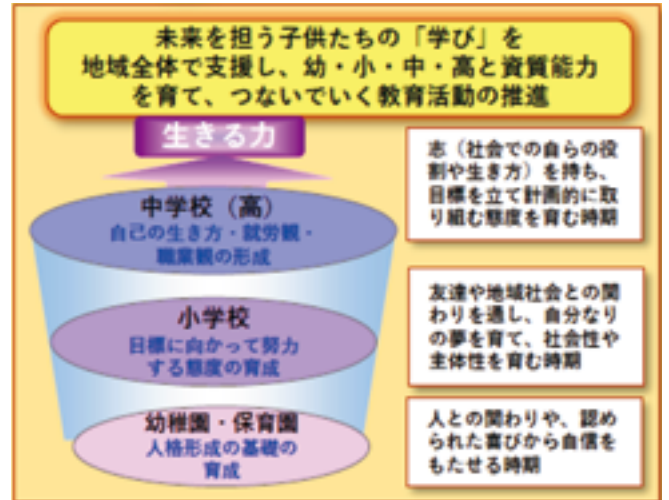 未来を担う子供たちの「学び」を
地域全体で支援し、幼・小・中・高と資質能力
を育て、つないでいく教育活動の推進
生きる力
中学校（高）
自己の生き方・就労観・
職業観の形成
志（社会での自らの役
割や生き方）を持ち、
目標を立て計画的に取
り組む態度を育む時期
小学校
目標に向かって努力
する態度の育成
友達や地域社会との関
わりを通し、自分なり
の夢を育て、社会性や
主体性を育む時期
幼稚園・保育園
人格形成の基礎の
育成
人との関わりや、認め
られた喜びから自信を
もたせる時期